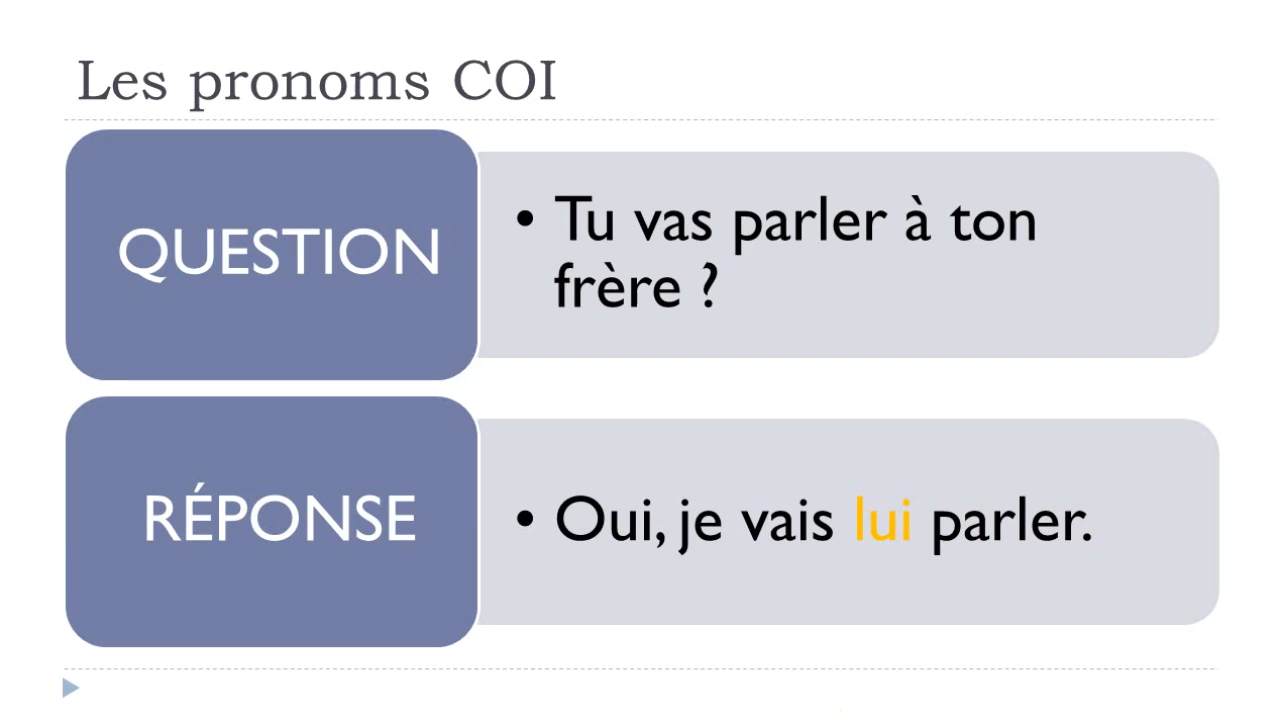 Les pronoms COI
QUESTION
• Tu vas parler à ton
frère ?
RÉPONSE
• Oui, je vais lui parler.